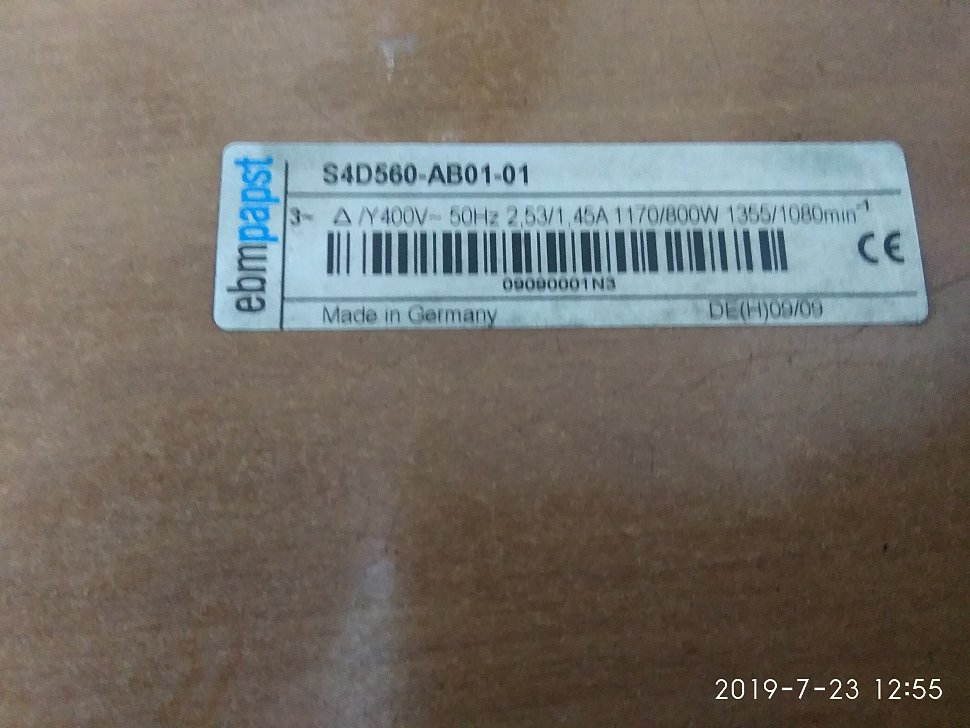 ebmpapst
S4D560-AB01-01
3~ Δ/Y400V~ 50Hz 2,53/1,45A 1170/800W 1355/1080min⁻¹
CE
09090001N3
Made in Germany DE(H)09/09
2019-7-23 12:55